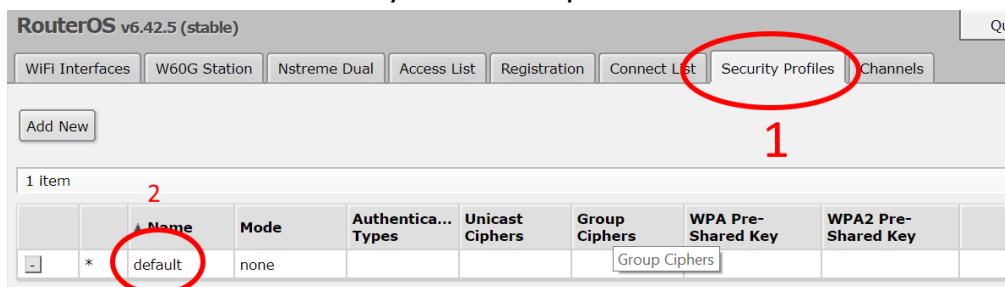 RouterOS v6.42.5 (stable)
WiFi Interfaces W60G Station Nstreme Dual Access List Registration Connect List Security Profiles Channels
Add New
1
1 item
2
▲ Name Mode Authentica... Types Unicast Ciphers Group Ciphers WPA Pre-Shared Key WPA2 Pre-Shared Key
- * default none
Group Ciphers